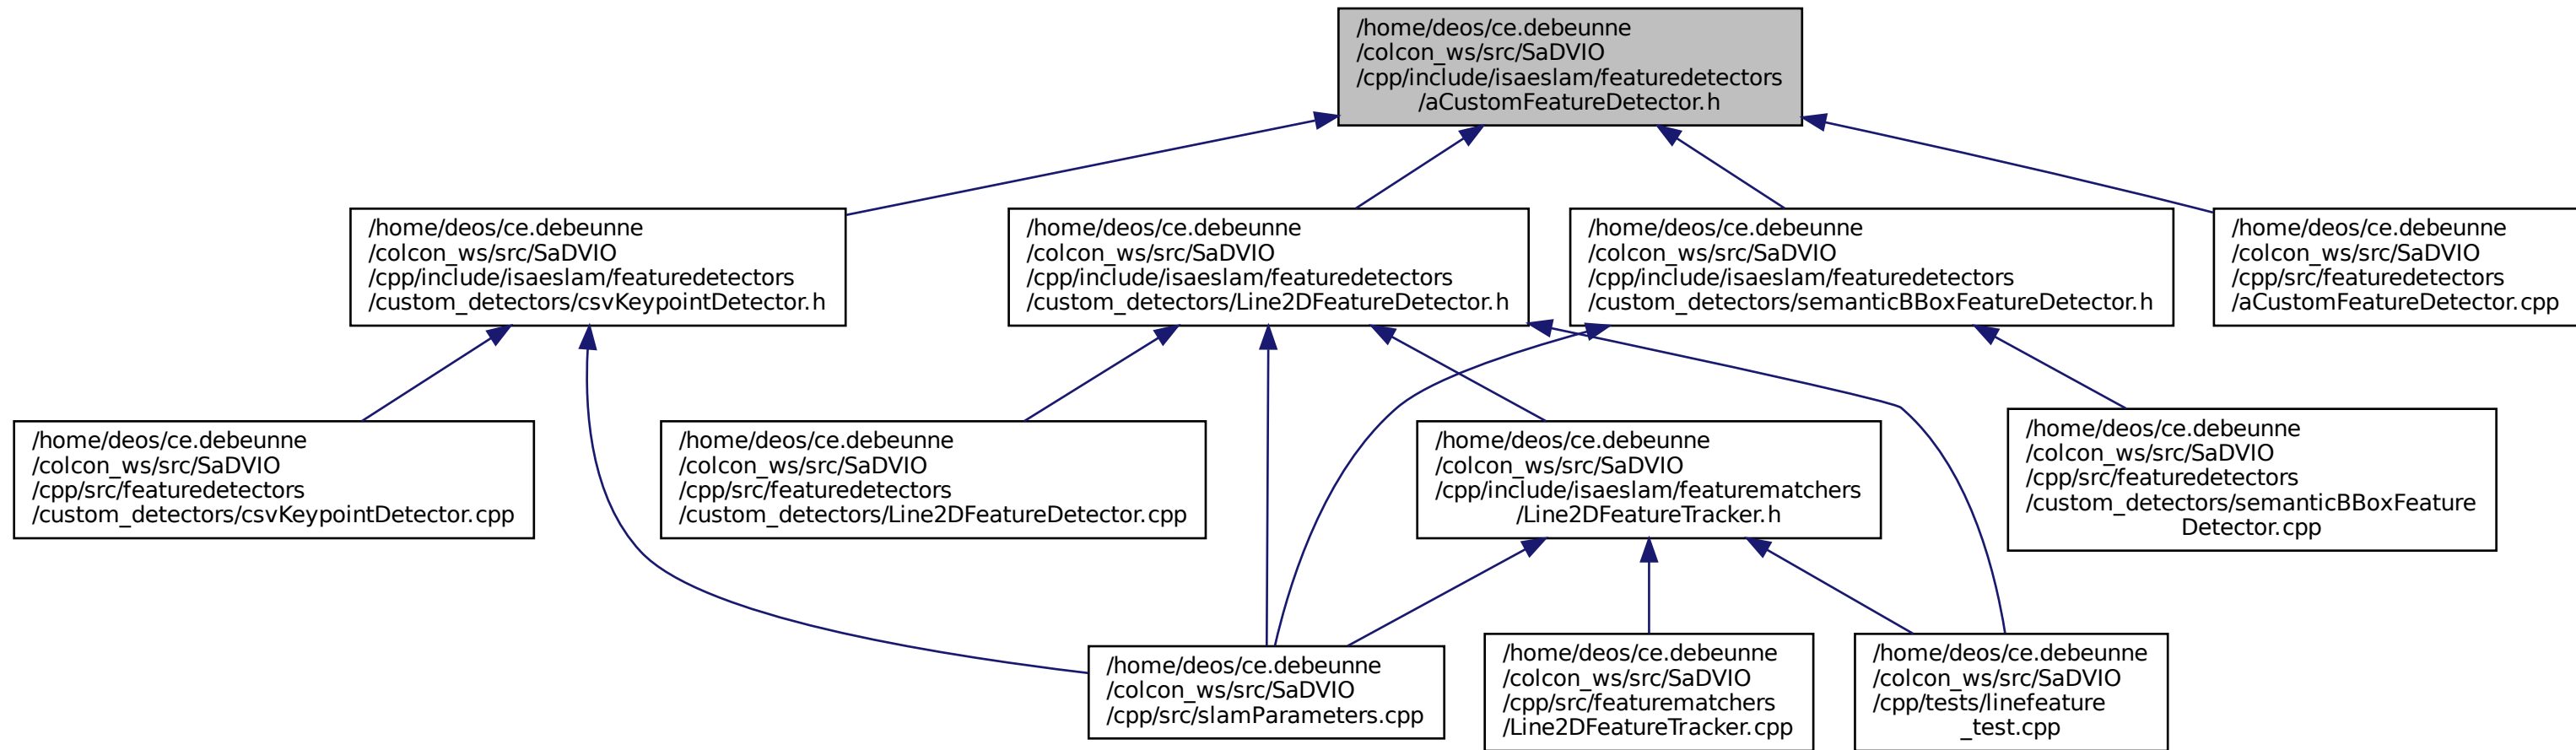 /home/deos/ce.debeunne
/colcon_ws/src/SaDVIO
/cpp/include/isaeslam/featuredetectors
/aCustomFeatureDetector.h
/home/deos/ce.debeunne
/colcon_ws/src/SaDVIO
/cpp/include/isaeslam/featuredetectors
/custom_detectors/csvKeypointDetector.h
/home/deos/ce.debeunne
/colcon_ws/src/SaDVIO
/cpp/include/isaeslam/featuredetectors
/custom_detectors/Line2DFeatureDetector.h
/home/deos/ce.debeunne
/colcon_ws/src/SaDVIO
/cpp/include/isaeslam/featuredetectors
/custom_detectors/semanticBBoxFeatureDetector.h
/home/deos/ce.debeunne
/colcon_ws/src/SaDVIO
/cpp/src/featuredetectors
/aCustomFeatureDetector.cpp
/home/deos/ce.debeunne
/colcon_ws/src/SaDVIO
/cpp/src/featuredetectors
/custom_detectors/csvKeypointDetector.cpp
/home/deos/ce.debeunne
/colcon_ws/src/SaDVIO
/cpp/src/featuredetectors
/custom_detectors/Line2DFeatureDetector.cpp
/home/deos/ce.debeunne
/colcon_ws/src/SaDVIO
/cpp/include/isaeslam/featurematchers
/Line2DFeatureTracker.h
/home/deos/ce.debeunne
/colcon_ws/src/SaDVIO
/cpp/src/featuredetectors
/custom_detectors/semanticBBoxFeature
Detector.cpp
/home/deos/ce.debeunne
/colcon_ws/src/SaDVIO
/cpp/src/slamParameters.cpp
/home/deos/ce.debeunne
/colcon_ws/src/SaDVIO
/cpp/src/featurematchers
/Line2DFeatureTracker.cpp
/home/deos/ce.debeunne
/colcon_ws/src/SaDVIO
/cpp/tests/linefeature
_test.cpp